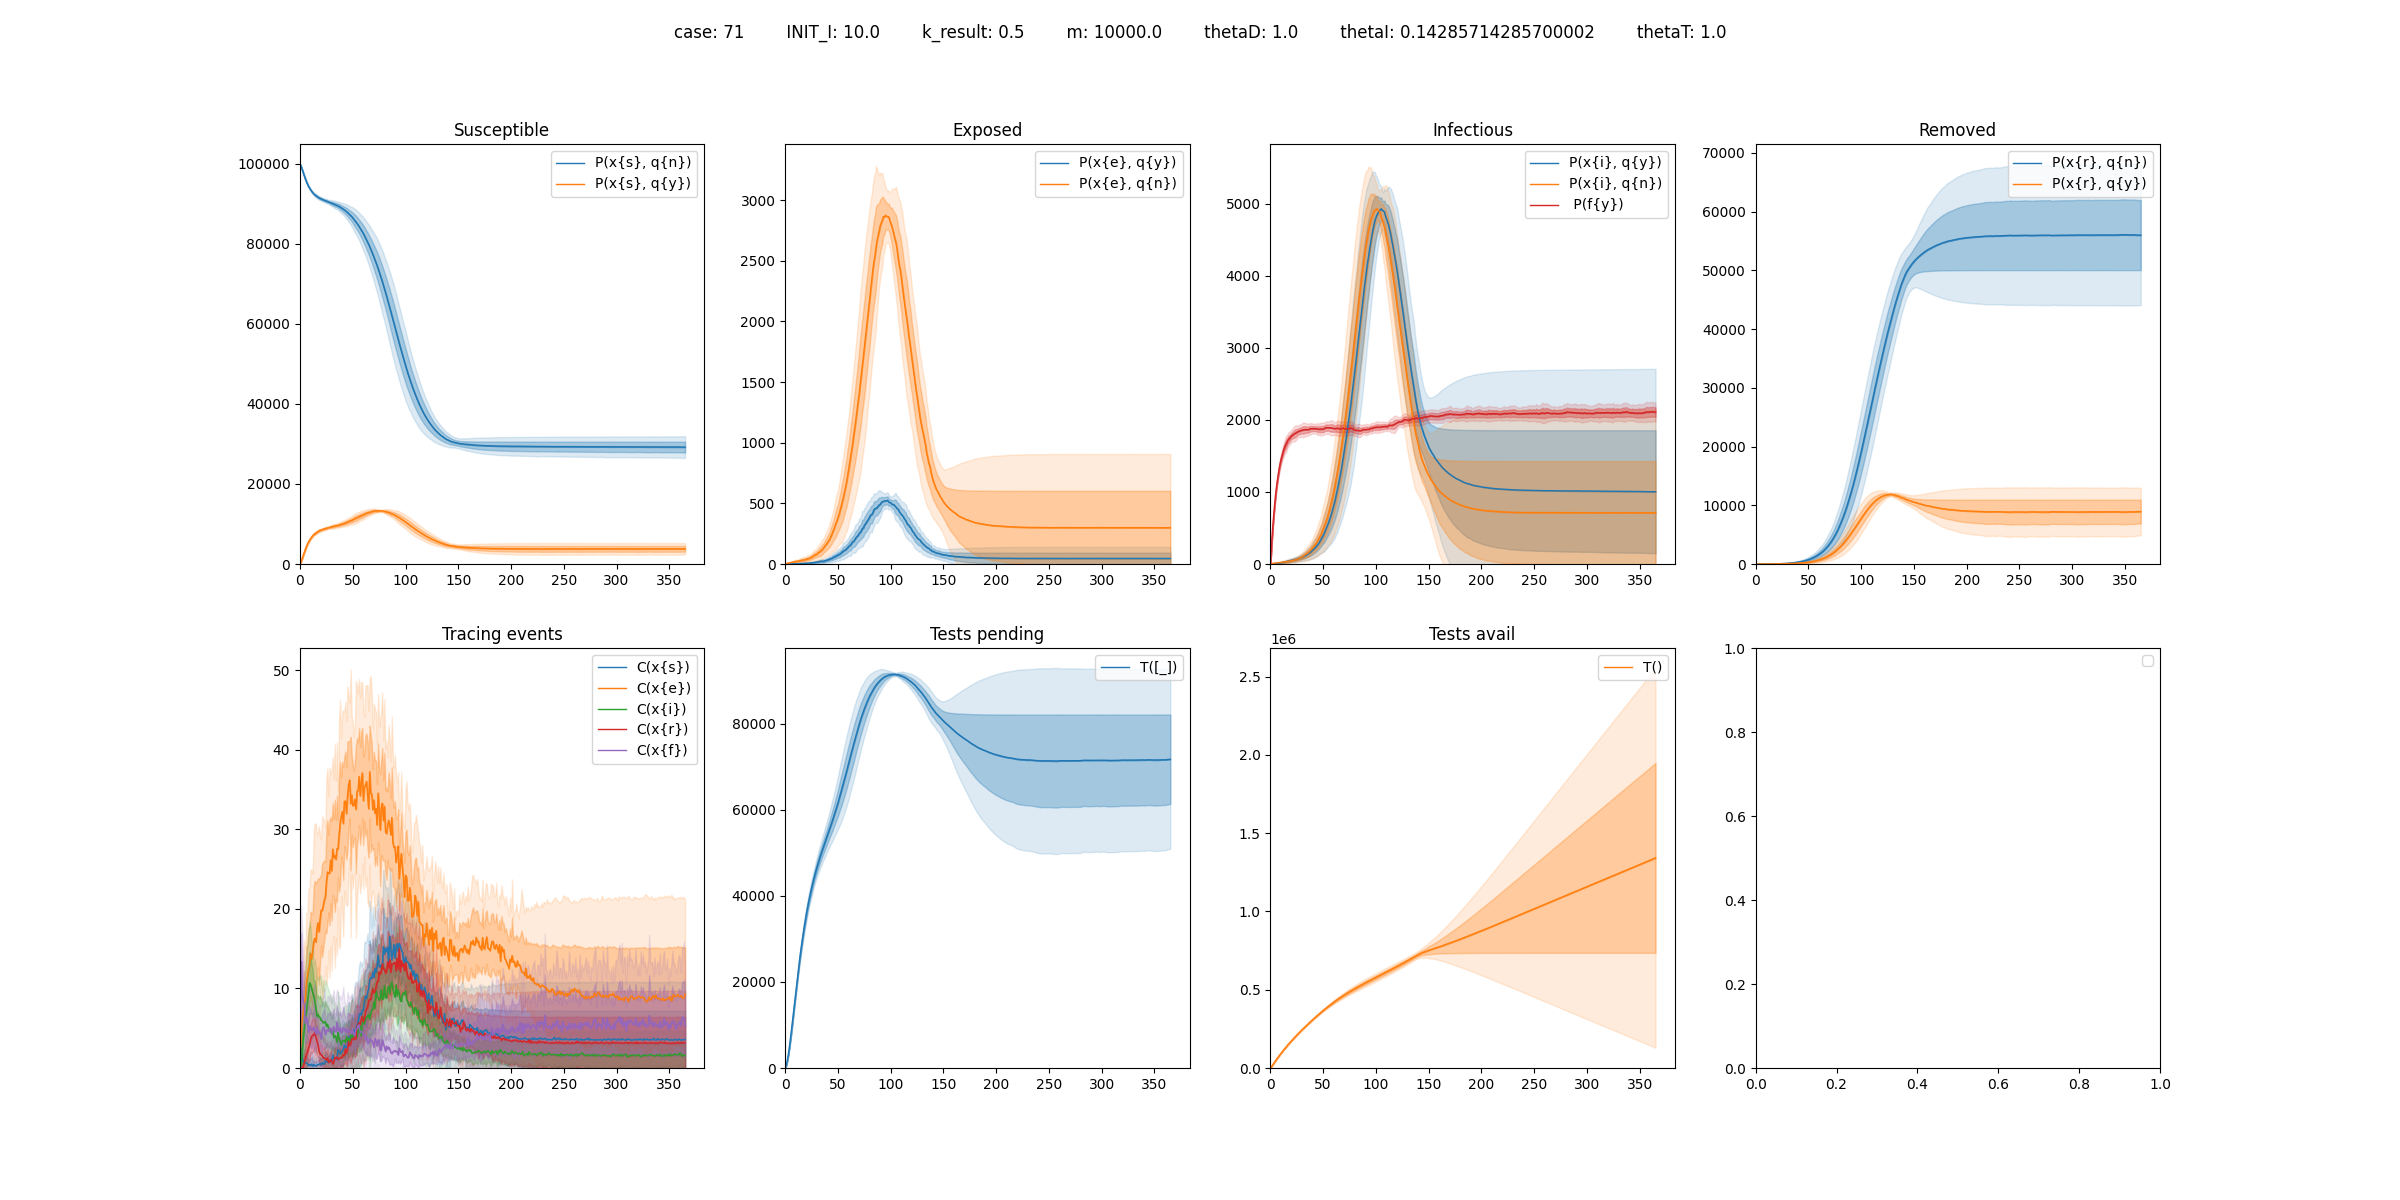 case: 71 INIT_I: 10.0 k_result: 0.5 m: 10000.0 thetaD: 1.0 thetaI: 0.14285714285700002 thetaT: 1.0
Susceptible
P(x{s}, q{n})
P(x{s}, q{y})
100000
80000
60000
40000
20000
0
0 50 100 150 200 250 300 350
Exposed
P(x{e}, q{y})
P(x{e}, q{n})
3000
2500
2000
1500
1000
500
0
0 50 100 150 200 250 300 350
Infectious
P(x{i}, q{y})
P(x{i}, q{n})
P(f{y})
5000
4000
3000
2000
1000
0
0 50 100 150 200 250 300 350
Removed
P(x{r}, q{n})
P(x{r}, q{y})
70000
60000
50000
40000
30000
20000
10000
0
0 50 100 150 200 250 300 350
Tracing events
C(x{s})
C(x{e})
C(x{i})
C(x{r})
C(x{f})
50
40
30
20
10
0
0 50 100 150 200 250 300 350
Tests pending
T([_])
80000
60000
40000
20000
0
0 50 100 150 200 250 300 350
Tests avail
1e6
T()
2.5
2.0
1.5
1.0
0.5
0.0
0 50 100 150 200 250 300 350
1.0
0.8
0.6
0.4
0.2
0.0
0.0 0.2 0.4 0.6 0.8 1.0